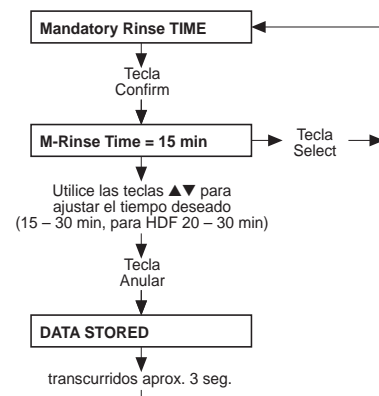 Mandatory Rinse TIME
Tecla
Confirm
M-Rinse Time = 15 min
Tecla
Select
Utilice las teclas ▲▼ para
ajustar el tiempo deseado
(15 – 30 min, para HDF 20 – 30 min)
Tecla
Anular
DATA STORED
transcurridos aprox. 3 seg.